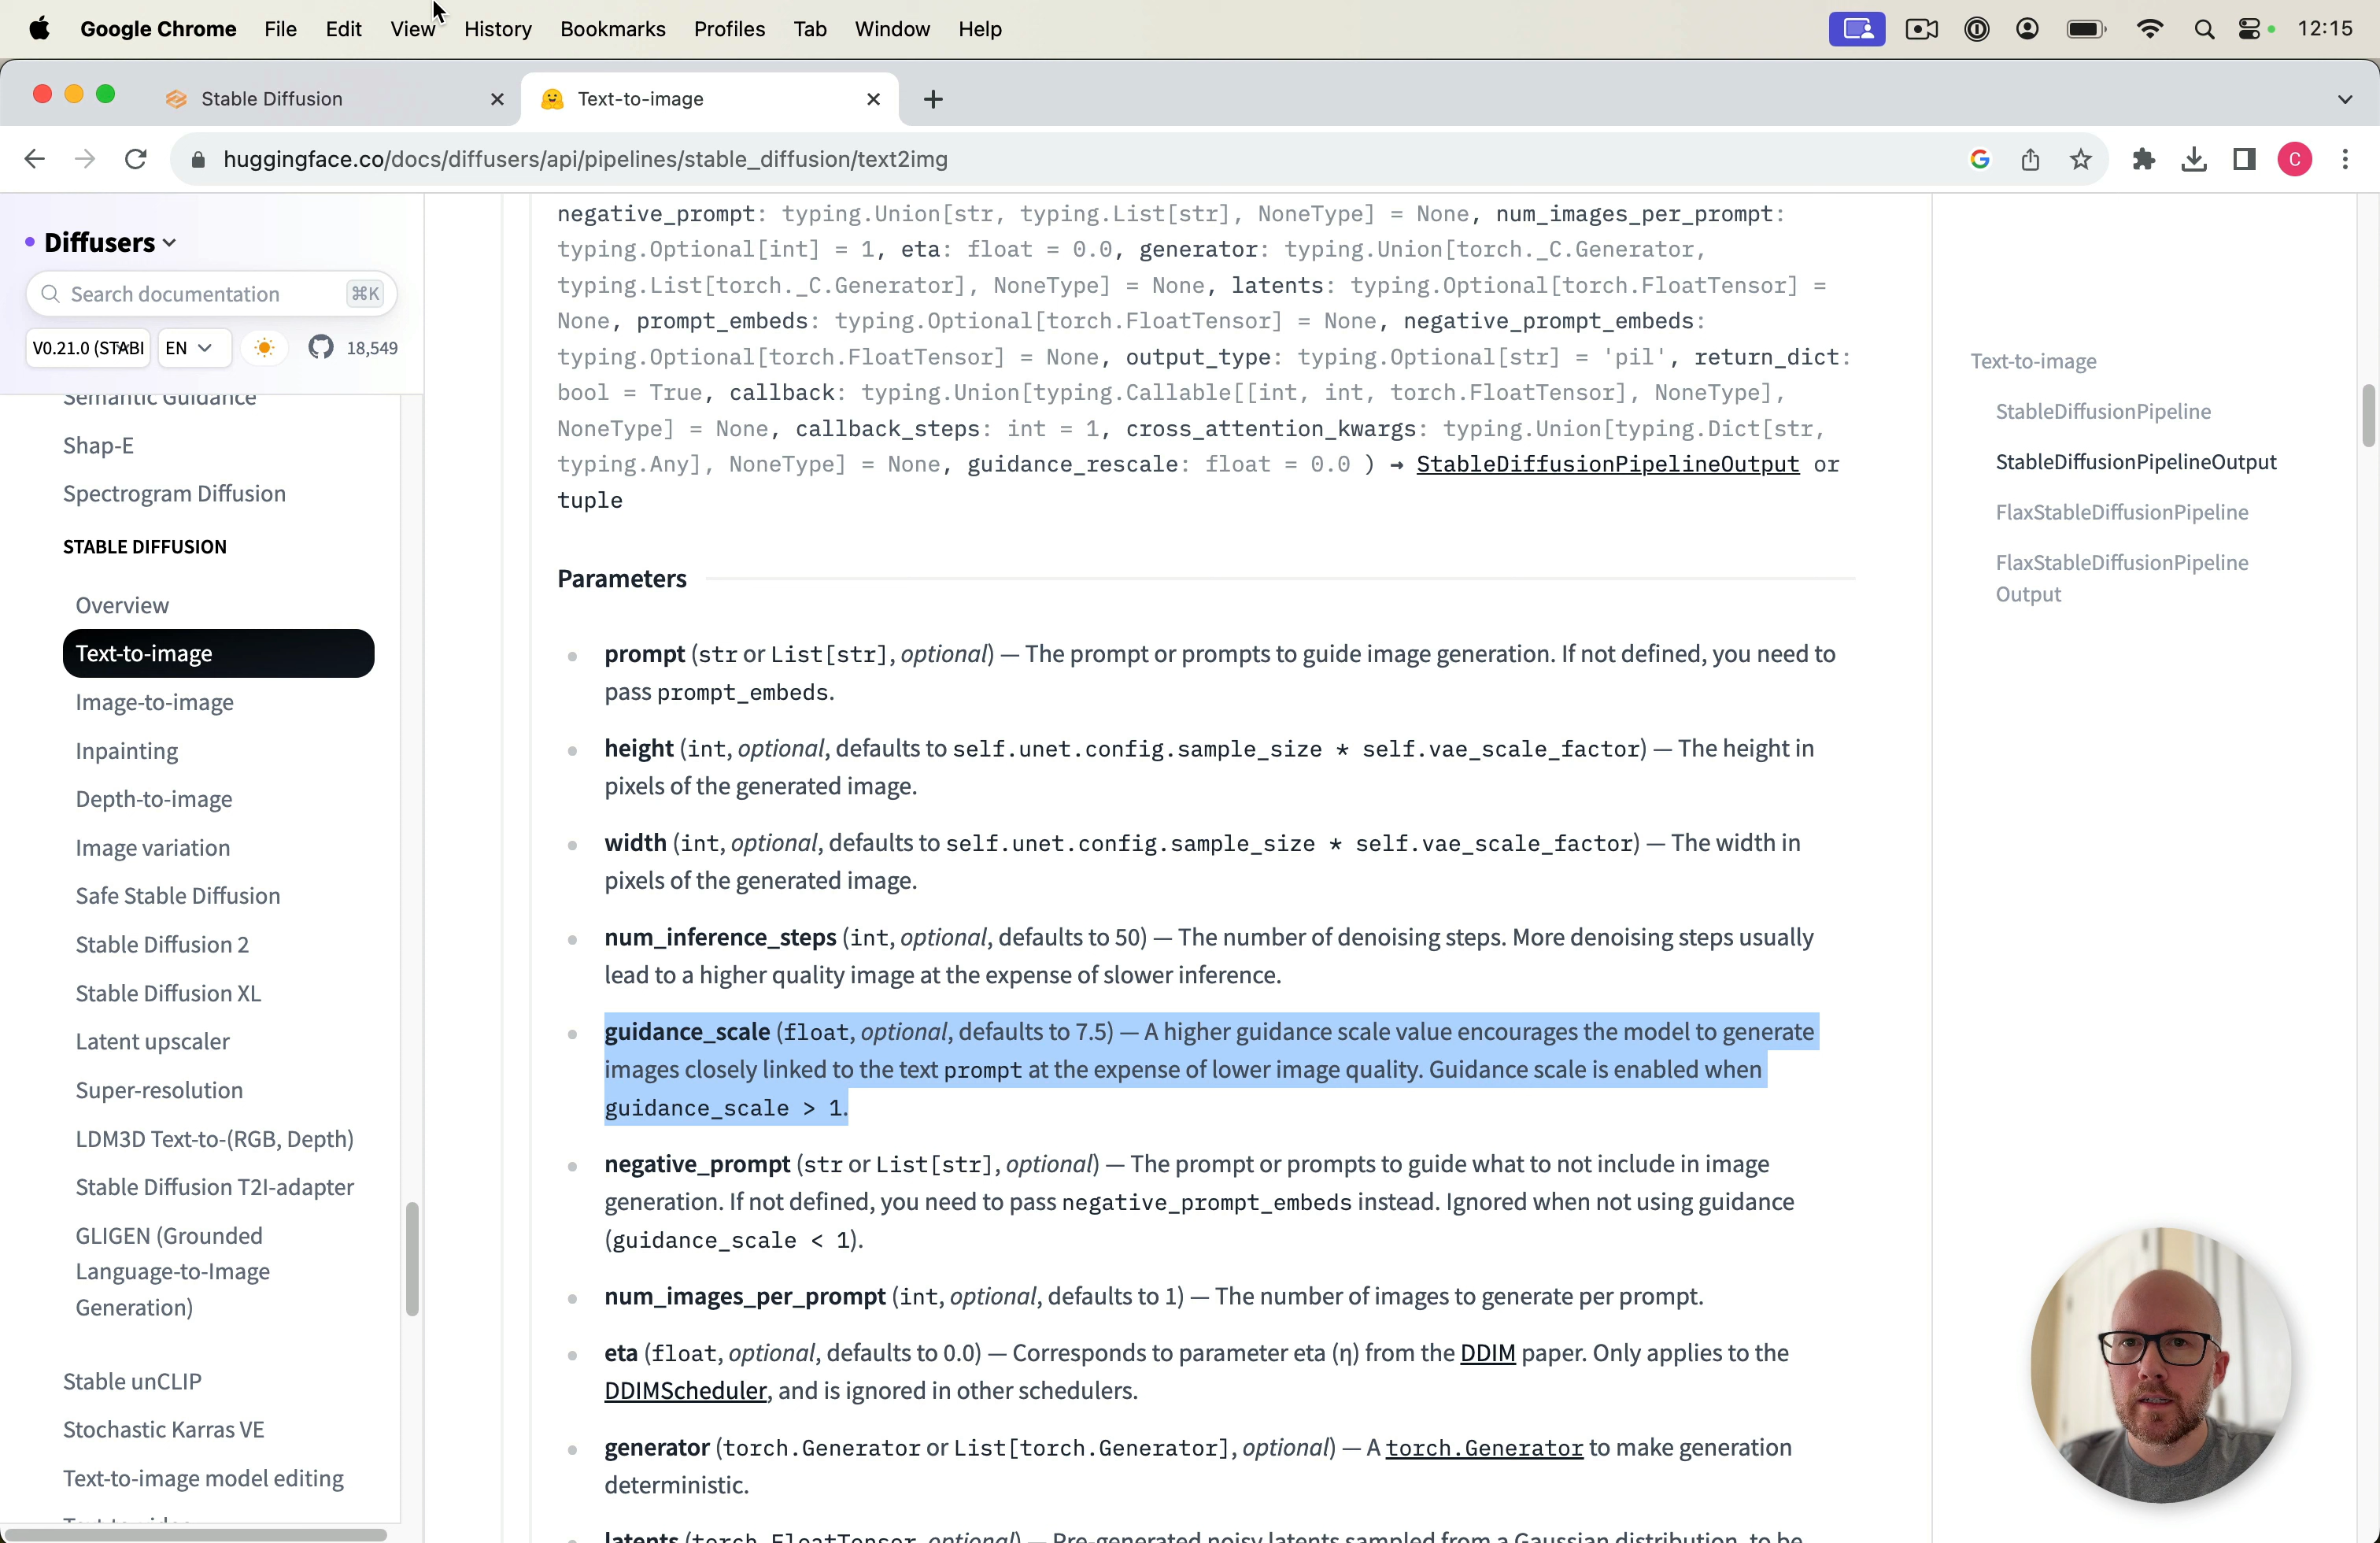 Google Chrome File Edit View History Bookmarks Profiles Tab Window Help 12:15
Stable Diffusion
Text-to-image
huggingface.co/docs/diffusers/api/pipelines/stable_diffusion/text2img
C
Diffusers
Search documentation ⌘K
V0.21.0 (STABI EN 18,549
Semantic Guidance
Shap-E
Spectrogram Diffusion
STABLE DIFFUSION
Overview
Text-to-image
Image-to-image
Inpainting
Depth-to-image
Image variation
Safe Stable Diffusion
Stable Diffusion 2
Stable Diffusion XL
Latent upscaler
Super-resolution
LDM3D Text-to-(RGB, Depth)
Stable Diffusion T2I-adapter
GLIGEN (Grounded
Language-to-Image
Generation)
Stable unCLIP
Stochastic Karras VE
Text-to-image model editing
negative_prompt: typing.Union[str, typing.List[str], NoneType] = None, num_images_per_prompt:
typing.Optional[int] = 1, eta: float = 0.0, generator: typing.Union[torch._C.Generator,
typing.List[torch._C.Generator], NoneType] = None, latents: typing.Optional[torch.FloatTensor] =
None, prompt_embeds: typing.Optional[torch.FloatTensor] = None, negative_prompt_embeds:
typing.Optional[torch.FloatTensor] = None, output_type: typing.Optional[str] = 'pil', return_dict:
bool = True, callback: typing.Union[typing.Callable[[int, int, torch.FloatTensor], NoneType],
NoneType] = None, callback_steps: int = 1, cross_attention_kwargs: typing.Union[typing.Dict[str,
typing.Any], NoneType] = None, guidance_rescale: float = 0.0 ) → StableDiffusionPipelineOutput or
tuple
Parameters
prompt (str or List[str], optional) — The prompt or prompts to guide image generation. If not defined, you need to
pass prompt_embeds.
height (int, optional, defaults to self.unet.config.sample_size * self.vae_scale_factor) — The height in
pixels of the generated image.
width (int, optional, defaults to self.unet.config.sample_size * self.vae_scale_factor) — The width in
pixels of the generated image.
num_inference_steps (int, optional, defaults to 50) — The number of denoising steps. More denoising steps usually
lead to a higher quality image at the expense of slower inference.
guidance_scale (float, optional, defaults to 7.5) — A higher guidance scale value encourages the model to generate
images closely linked to the text prompt at the expense of lower image quality. Guidance scale is enabled when
guidance_scale > 1.
negative_prompt (str or List[str], optional) — The prompt or prompts to guide what to not include in image
generation. If not defined, you need to pass negative_prompt_embeds instead. Ignored when not using guidance
(guidance_scale < 1).
num_images_per_prompt (int, optional, defaults to 1) — The number of images to generate per prompt.
eta (float, optional, defaults to 0.0) — Corresponds to parameter eta (η) from the DDIM paper. Only applies to the
DDIMScheduler, and is ignored in other schedulers.
generator (torch.Generator or List[torch.Generator], optional) — A torch.Generator to make generation
deterministic.
latents (torch.FloatTensor, optional) — Pre-generated noisy latents sampled from a Gaussian distribution, to be
Text-to-image
StableDiffusionPipeline
StableDiffusionPipelineOutput
FlaxStableDiffusionPipeline
FlaxStableDiffusionPipeline
Output